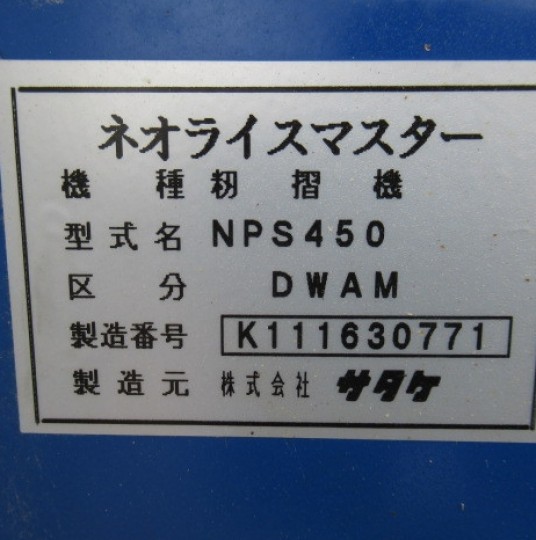 ネオライスマスター
機種 籾摺機
型式名 NPS450
区分 DWAM
製造番号 K111630771
製造元 株式会社 サタケ